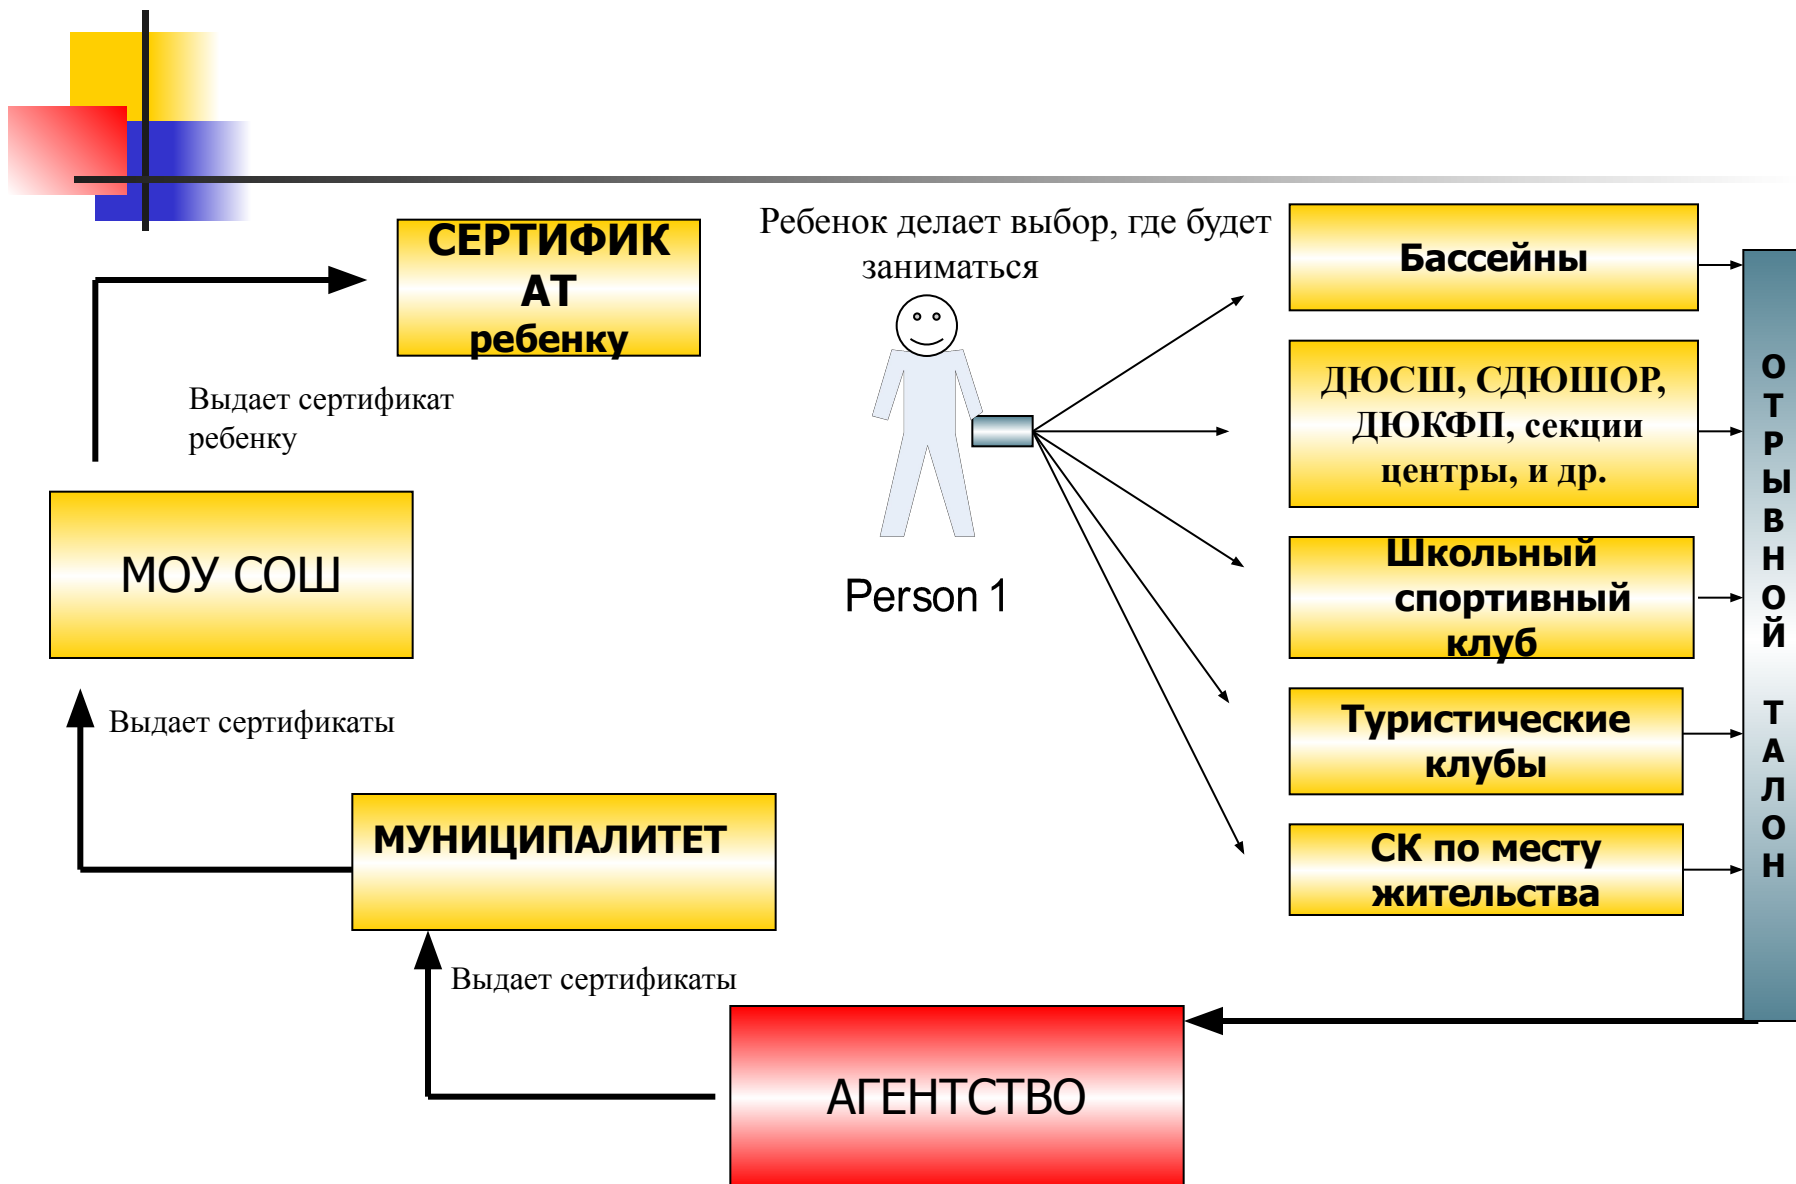 СЕРТИФИК
АТ
ребенку
Ребенок делает выбор, где будет
заниматься
Бассейны
ДЮСШ, СДЮШОР,
ДЮКФП, секции
центры, и др.
Школьный
спортивный
клуб
Туристические
клубы
СК по месту
жительства
ОТРЫВНОЙ ТАЛОН
Выдает сертификат
ребенку
МОУ СОШ
Person 1
Выдает сертификаты
МУНИЦИПАЛИТЕТ
Выдает сертификаты
АГЕНТСТВО